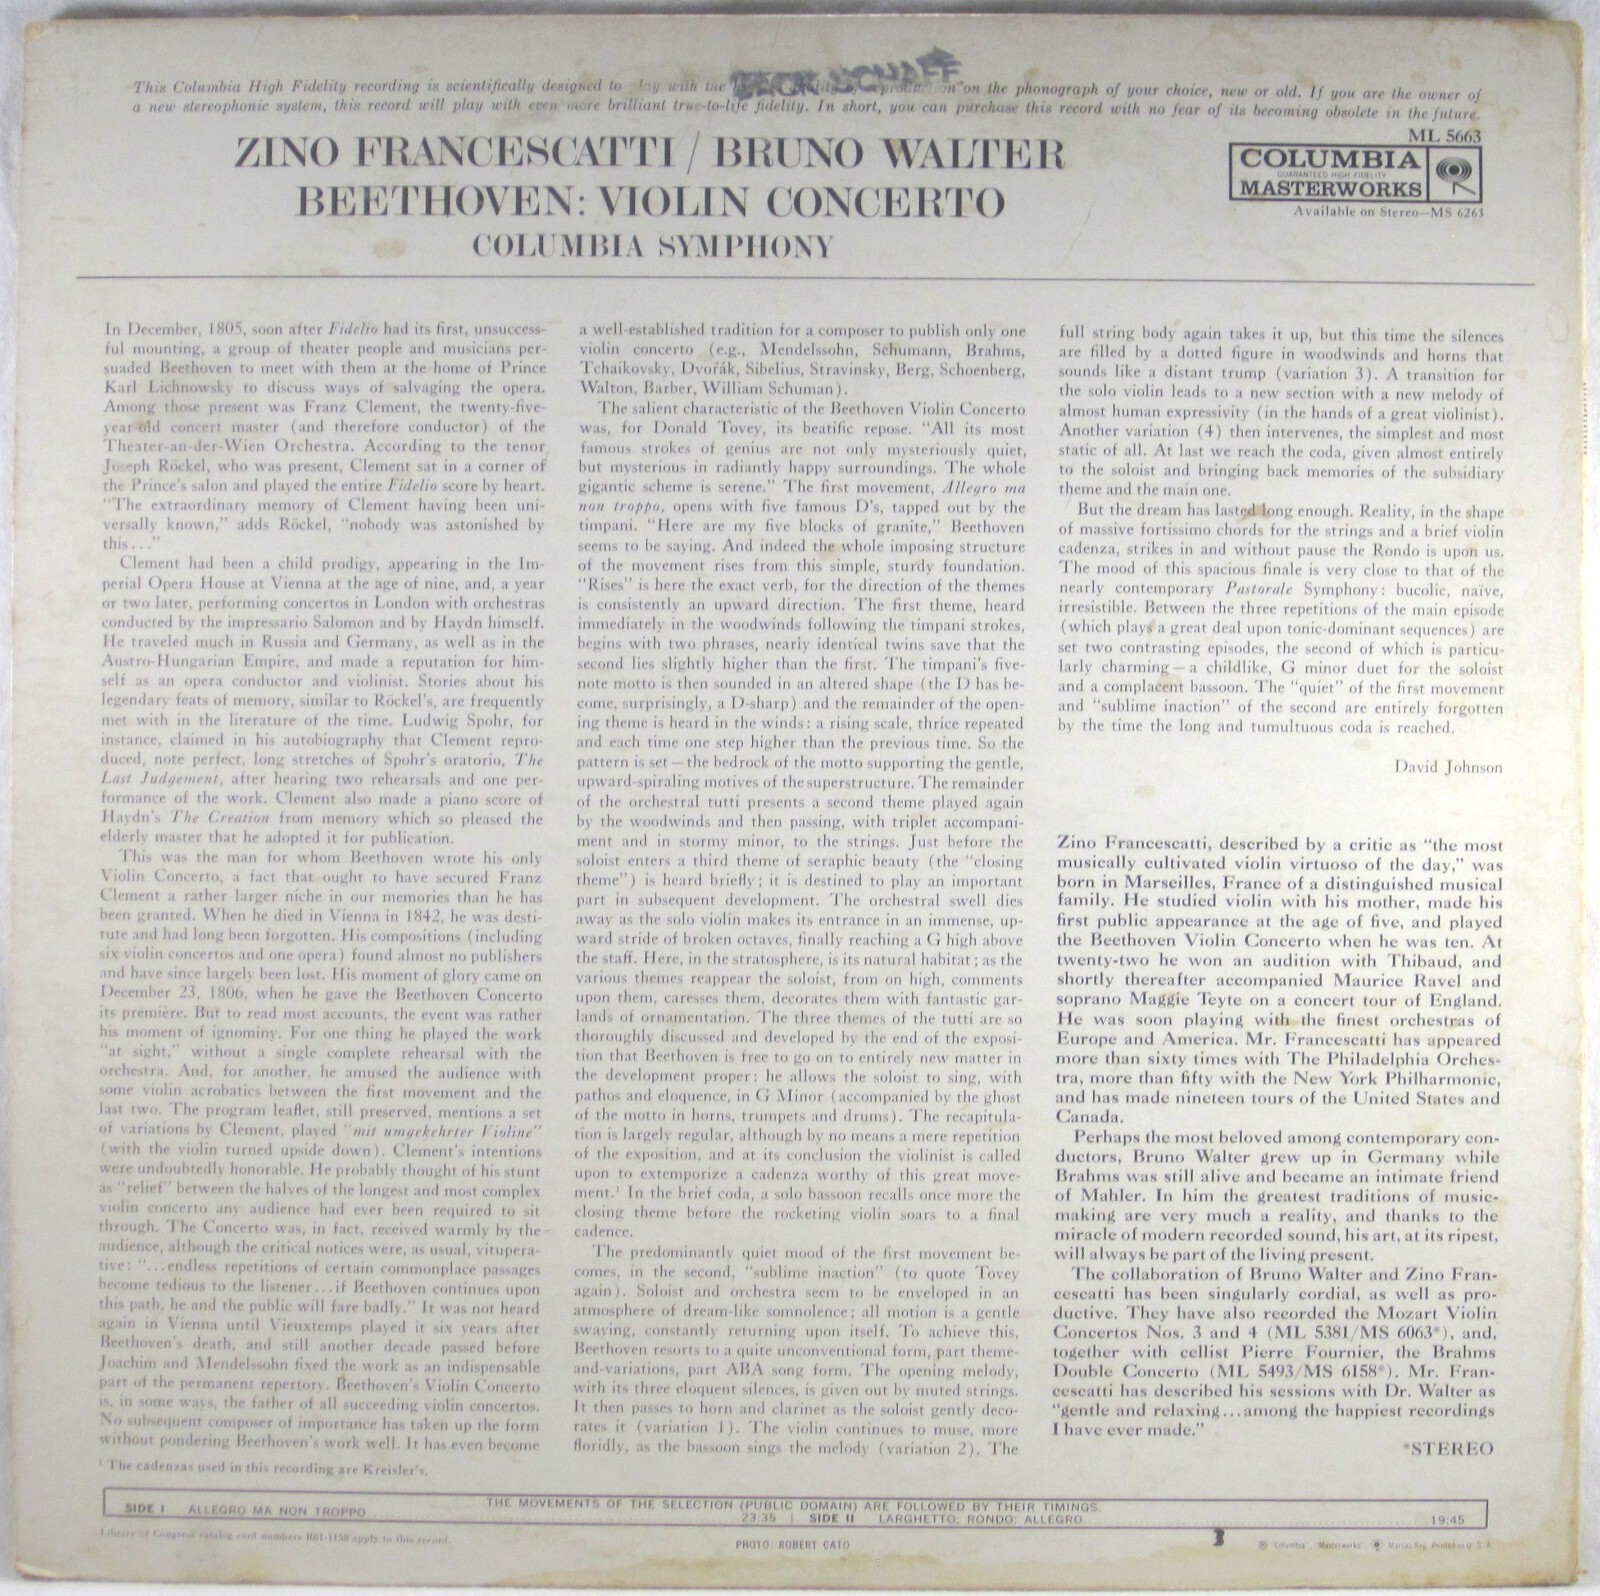 This Columbia High Fidelity recording is scientifically designed to play with the on the phonograph of your choice, new or old. If you are the owner of
BECK SCHAFF
a new stereophonic system, this record will play with even more brilliant true-to-life fidelity. In short, you can purchase this record with no fear of its becoming obsolete in the future.
ML 5663
ZINO FRANCESCATTI / BRUNO WALTER
BEETHOVEN: VIOLIN CONCERTO
COLUMBIA SYMPHONY
COLUMBIA
GUARANTEED HIGH FIDELITY
MASTERWORKS
Available on Stereo—MS 6263
In December, 1805, soon after Fidelio had its first, unsuccess-
ful mounting, a group of theater people and musicians per-
suaded Beethoven to meet with them at the home of Prince
Karl Lichnowsky to discuss ways of salvaging the opera.
Among those present was Franz Clement, the twenty-five-
year-old concert master (and therefore conductor) of the
Theater-an-der-Wien Orchestra. According to the tenor
Joseph Röckel, who was present, Clement sat in a corner of
the Prince's salon and played the entire Fidelio score by heart.
"The extraordinary memory of Clement having been uni-
versally known," adds Röckel, "nobody was astonished by
this..."
Clement had been a child prodigy, appearing in the Im-
perial Opera House at Vienna at the age of nine, and, a year
or two later, performing concertos in London with orchestras
conducted by the impressario Salomon and by Haydn himself.
He traveled much in Russia and Germany, as well as in the
Austro-Hungarian Empire, and made a reputation for him-
self as an opera conductor and violinist. Stories about his
legendary feats of memory, similar to Röckel's, are frequently
met with in the literature of the time. Ludwig Spohr, for
instance, claimed in his autobiography that Clement repro-
duced, note perfect, long stretches of Spohr's oratorio, The
Last Judgement, after hearing two rehearsals and one per-
formance of the work. Clement also made a piano score of
Haydn's The Creation from memory which so pleased the
elderly master that he adopted it for publication.
This was the man for whom Beethoven wrote his only
Violin Concerto, a fact that ought to have secured Franz
Clement a rather larger niche in our memories than he has
been granted. When he died in Vienna in 1842, he was desti-
tute and had long been forgotten. His compositions (including
six violin concertos and one opera) found almost no publishers
and have since largely been lost. His moment of glory came on
December 23, 1806, when he gave the Beethoven Concerto
its première. But to read most accounts, the event was rather
his moment of ignominy. For one thing he played the work
"at sight," without a single complete rehearsal with the
orchestra. And, for another, he amused the audience with
some violin acrobatics between the first movement and the
last two. The program leaflet, still preserved, mentions a set
of variations by Clement, played "mit umgekehrter Violine"
(with the violin turned upside down). Clement's intentions
were undoubtedly honorable. He probably thought of his stunt
as "relief" between the halves of the longest and most complex
violin concerto any audience had ever been required to sit
through. The Concerto was, in fact, received warmly by the
audience, although the critical notices were, as usual, vitupera-
tive: "...endless repetitions of certain commonplace passages
become tedious to the listener...if Beethoven continues upon
this path, he and the public will fare badly." It was not heard
again in Vienna until Vieuxtemps played it six years after
Beethoven's death, and still another decade passed before
Joachim and Mendelssohn fixed the work as an indispensable
part of the permanent repertory. Beethoven's Violin Concerto
is, in some ways, the father of all succeeding violin concertos.
No subsequent composer of importance has taken up the form
without pondering Beethoven's work well. It has even become
¹ The cadenzas used in this recording are Kreisler's.
a well-established tradition for a composer to publish only one
violin concerto (e.g., Mendelssohn, Schumann, Brahms,
Tchaikovsky, Dvořák, Sibelius, Stravinsky, Berg, Schoenberg,
Walton, Barber, William Schuman).
The salient characteristic of the Beethoven Violin Concerto
was, for Donald Tovey, its beatific repose. "All its most
famous strokes of genius are not only mysteriously quiet,
but mysterious in radiantly happy surroundings. The whole
gigantic scheme is serene." The first movement, Allegro ma
non troppo, opens with five famous D's, tapped out by the
timpani. "Here are my five blocks of granite," Beethoven
seems to be saying. And indeed the whole imposing structure
of the movement rises from this simple, sturdy foundation.
"Rises" is here the exact verb, for the direction of the themes
is consistently an upward direction. The first theme, heard
immediately in the woodwinds following the timpani strokes,
begins with two phrases, nearly identical twins save that the
second lies slightly higher than the first. The timpani's five-
note motto is then sounded in an altered shape (the D has be-
come, surprisingly, a D-sharp) and the remainder of the open-
ing theme is heard in the winds: a rising scale, thrice repeated
and each time one step higher than the previous time. So the
pattern is set—the bedrock of the motto supporting the gentle,
upward-spiraling motives of the superstructure. The remainder
of the orchestral tutti presents a second theme played again
by the woodwinds and then passing, with triplet accompani-
ment and in stormy minor, to the strings. Just before the
soloist enters a third theme of seraphic beauty (the "closing
theme") is heard briefly; it is destined to play an important
part in subsequent development. The orchestral swell dies
away as the solo violin makes its entrance in an immense, up-
ward stride of broken octaves, finally reaching a G high above
the staff. Here, in the stratosphere, is its natural habitat; as the
various themes reappear the soloist, from on high, comments
upon them, caresses them, decorates them with fantastic gar-
lands of ornamentation. The three themes of the tutti are so
thoroughly discussed and developed by the end of the exposi-
tion that Beethoven is free to go on to entirely new matter in
the development proper: he allows the soloist to sing, with
pathos and eloquence, in G Minor (accompanied by the ghost
of the motto in horns, trumpets and drums). The recapitula-
tion is largely regular, although by no means a mere repetition
of the exposition, and at its conclusion the violinist is called
upon to extemporize a cadenza worthy of this great move-
ment.¹ In the brief coda, a solo bassoon recalls once more the
closing theme before the rocketing violin soars to a final
cadence.
The predominantly quiet mood of the first movement be-
comes, in the second, "sublime inaction" (to quote Tovey
again). Soloist and orchestra seem to be enveloped in an
atmosphere of dream-like somnolence; all motion is a gentle
swaying, constantly returning upon itself. To achieve this,
Beethoven resorts to a quite unconventional form, part theme-
and-variations, part ABA song form. The opening melody,
with its three eloquent silences, is given out by muted strings.
It then passes to horn and clarinet as the soloist gently deco-
rates it (variation 1). The violin continues to muse, more
floridly, as the bassoon sings the melody (variation 2). The
full string body again takes it up, but this time the silences
are filled by a dotted figure in woodwinds and horns that
sounds like a distant trump (variation 3). A transition for
the solo violin leads to a new section with a new melody of
almost human expressivity (in the hands of a great violinist).
Another variation (4) then intervenes, the simplest and most
static of all. At last we reach the coda, given almost entirely
to the soloist and bringing back memories of the subsidiary
theme and the main one.
But the dream has lasted long enough. Reality, in the shape
of massive fortissimo chords for the strings and a brief violin
cadenza, strikes in and without pause the Rondo is upon us.
The mood of this spacious finale is very close to that of the
nearly contemporary Pastorale Symphony: bucolic, naïve,
irresistible. Between the three repetitions of the main episode
(which plays a great deal upon tonic-dominant sequences) are
set two contrasting episodes, the second of which is particu-
larly charming—a childlike, G minor duet for the soloist
and a complacent bassoon. The "quiet" of the first movement
and "sublime inaction" of the second are entirely forgotten
by the time the long and tumultuous coda is reached.
David Johnson
Zino Francescatti, described by a critic as "the most
musically cultivated violin virtuoso of the day," was
born in Marseilles, France of a distinguished musical
family. He studied violin with his mother, made his
first public appearance at the age of five, and played
the Beethoven Violin Concerto when he was ten. At
twenty-two he won an audition with Thibaud, and
shortly thereafter accompanied Maurice Ravel and
soprano Maggie Teyte on a concert tour of England.
He was soon playing with the finest orchestras of
Europe and America. Mr. Francescatti has appeared
more than sixty times with The Philadelphia Orches-
tra, more than fifty with the New York Philharmonic,
and has made nineteen tours of the United States and
Canada.
Perhaps the most beloved among contemporary con-
ductors, Bruno Walter grew up in Germany while
Brahms was still alive and became an intimate friend
of Mahler. In him the greatest traditions of music-
making are very much a reality, and thanks to the
miracle of modern recorded sound, his art, at its ripest,
will always be part of the living present.
The collaboration of Bruno Walter and Zino Fran-
cescatti has been singularly cordial, as well as pro-
ductive. They have also recorded the Mozart Violin
Concertos Nos. 3 and 4 (ML 5381/MS 6063*), and,
together with cellist Pierre Fournier, the Brahms
Double Concerto (ML 5493/MS 6158*). Mr. Fran-
cescatti has described his sessions with Dr. Walter as
"gentle and relaxing...among the happiest recordings
I have ever made."
*STEREO
THE MOVEMENTS OF THE SELECTION (PUBLIC DOMAIN) ARE FOLLOWED BY THEIR TIMINGS.
SIDE I ALLEGRO MA NON TROPPO 23:35 | SIDE II LARGHETTO; RONDO: ALLEGRO 19:45
Library of Congress catalog card numbers R61-1150 apply to this record.
PHOTO: ROBERT CATO
3
® "Columbia", "Masterworks", Marcas Reg. Printed in U. S. A.